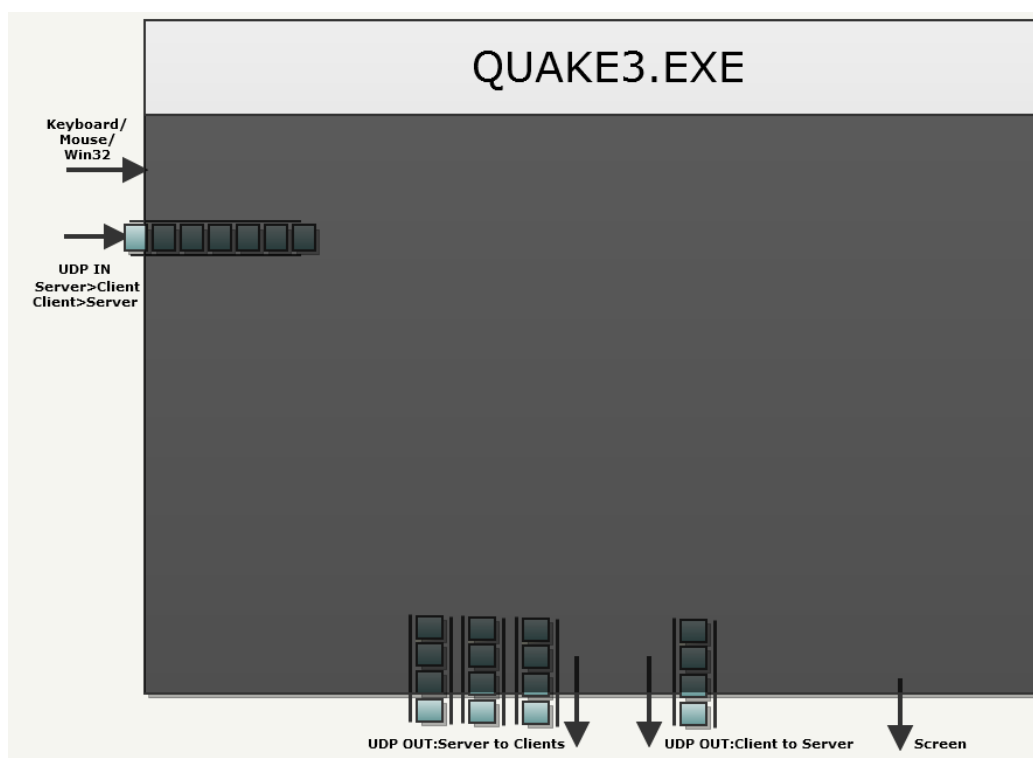 QUAKE3.EXE
Keyboard/
Mouse/
Win32
UDP IN
Server>Client
Client>Server
UDP OUT:Server to Clients
UDP OUT:Client to Server
Screen